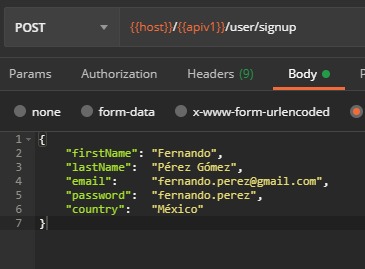 POST {{host}}/{{apiv1}}/user/signup
Params Authorization Headers (9) Body
none form-data x-www-form-urlencoded
1 {
2 "firstName": "Fernando",
3 "lastName": "Pérez Gómez",
4 "email": "fernando.perez@gmail.com",
5 "password": "fernando.perez",
6 "country": "México"
7 }